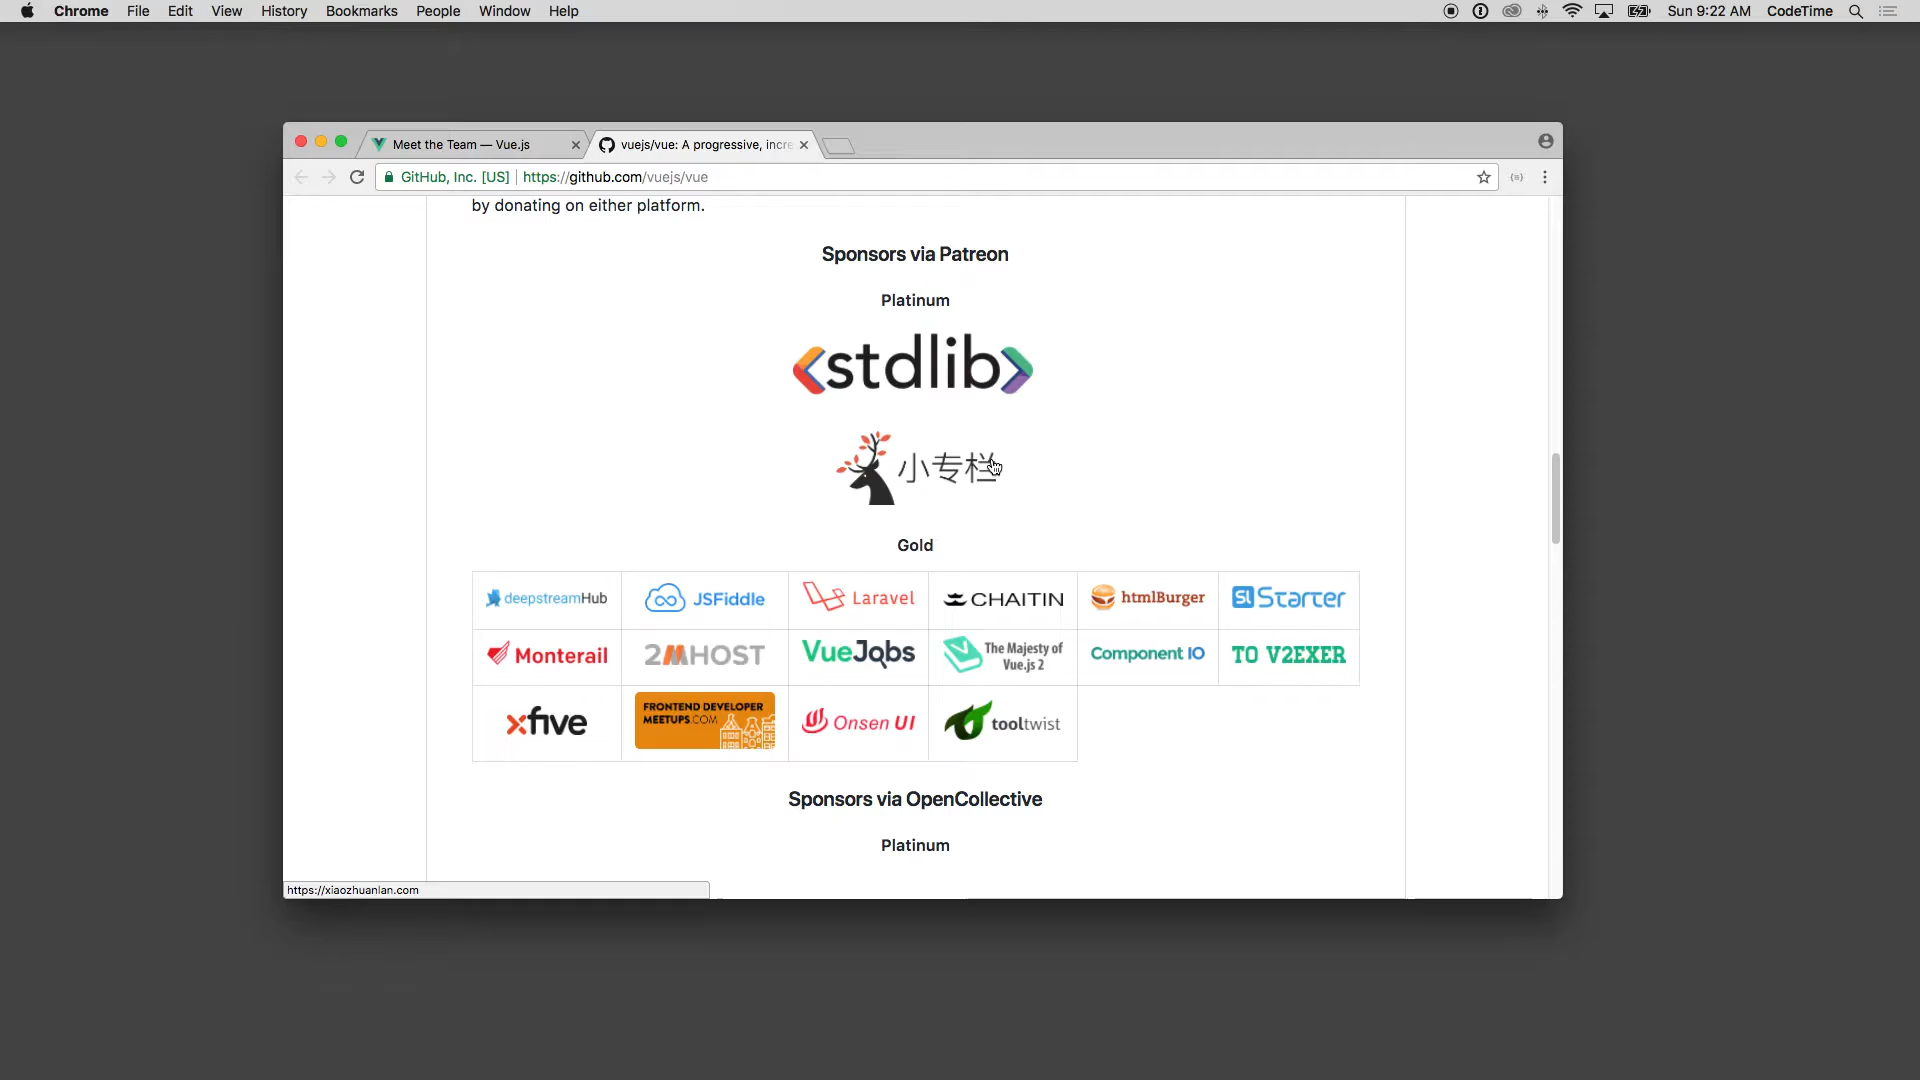 Chrome File Edit View History Bookmarks People Window Help Sun 9:22 AM CodeTime
Meet the Team — Vue.js vuejs/vue: A progressive, incre
GitHub, Inc. [US] https://github.com/vuejs/vue
by donating on either platform.
Sponsors via Patreon
Platinum
<stdlib>
小专栏
Gold
deepstreamHub JSFiddle Laravel CHAITIN htmlBurger SL Starter
Monterail 2MHOST VueJobs The Majesty of Vue.js 2 Component IO TO V2EXER
xfive FRONTEND DEVELOPER MEETUPS.COM Onsen UI tooltwist
Sponsors via OpenCollective
Platinum
https://xiaozhuanlan.com